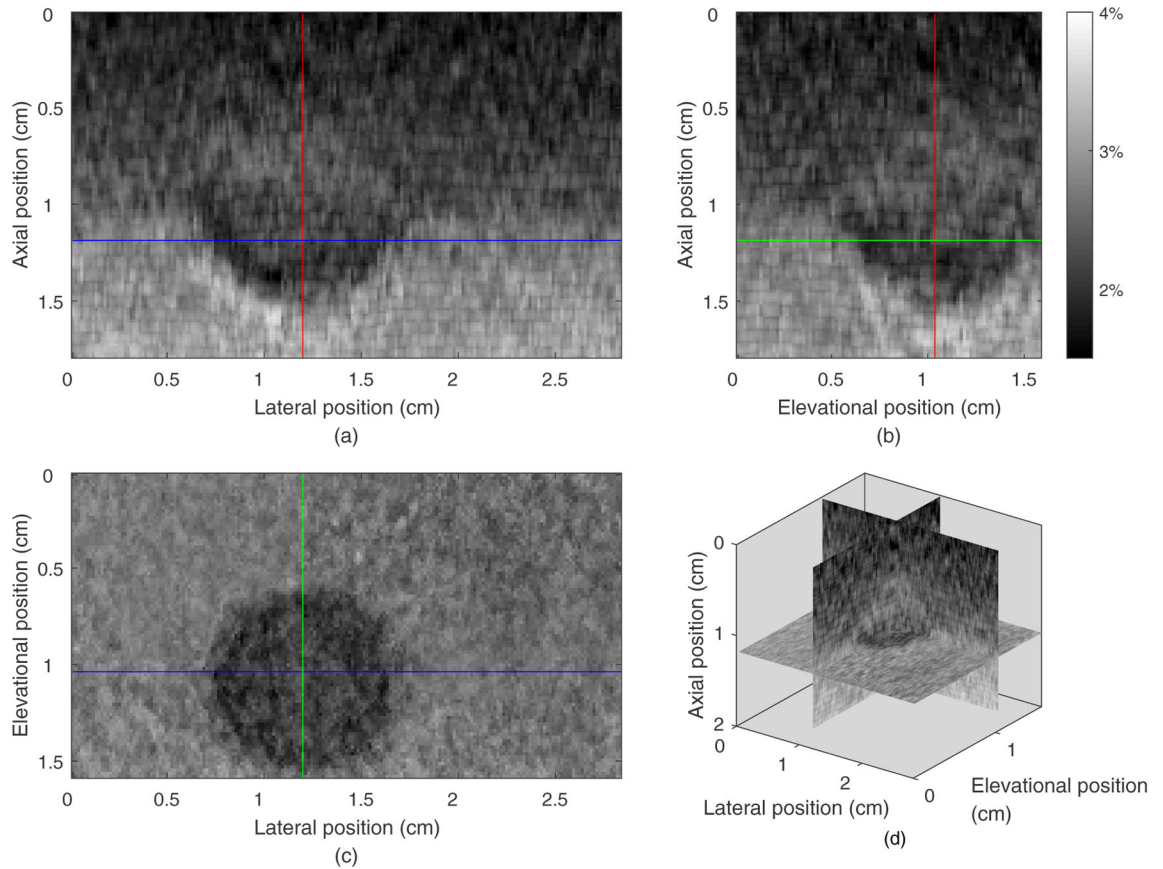 0
0.5
1
1.5
Axial position (cm)
0 0.5 1 1.5 2 2.5
Lateral position (cm)
(a)
0
0.5
1
1.5
Axial position (cm)
0 0.5 1 1.5
Elevational position (cm)
(b)
4%
3%
2%
0
0.5
1
1.5
Elevational position (cm)
0 0.5 1 1.5 2 2.5
Lateral position (cm)
(c)
0
1
2
Axial position (cm)
0
1
2
Lateral position (cm)
0
1
Elevational position
(cm)
(d)